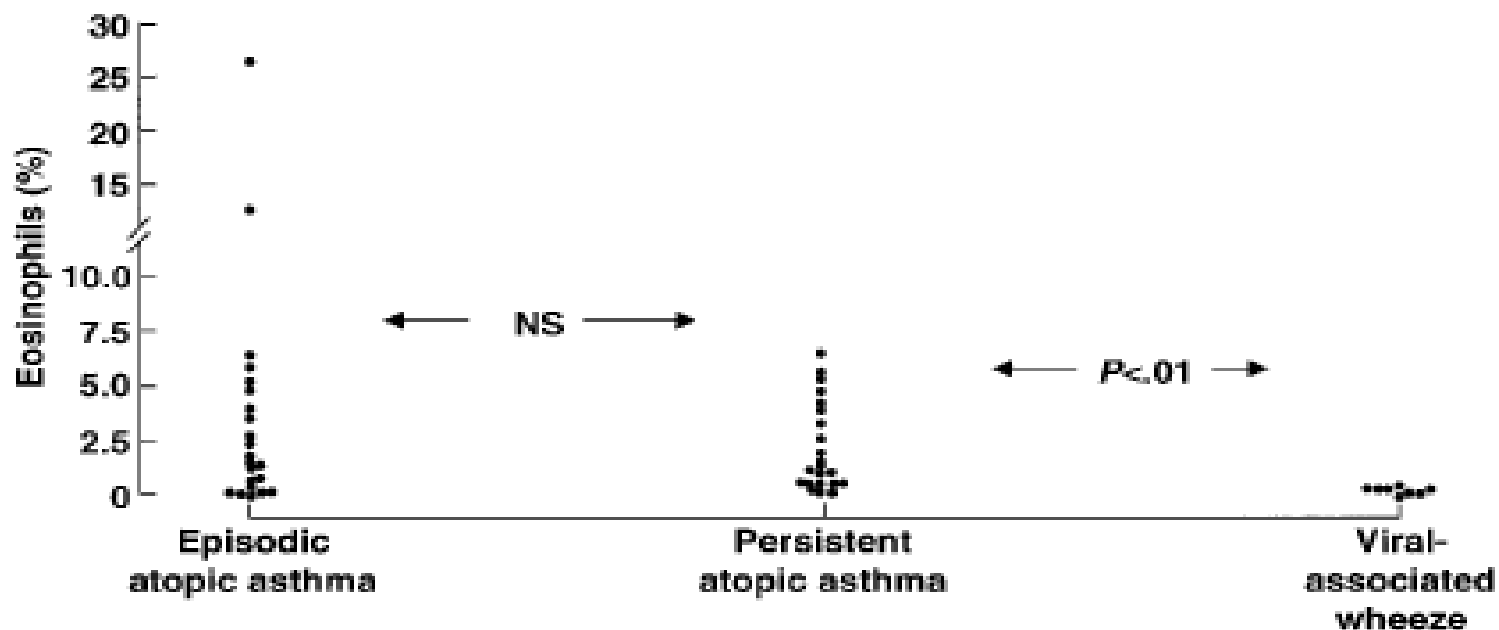 30
25
20
15
10.0
7.5
5.0
2.5
0
Eosinophils (%)
NS
P<.01
Episodic
atopic asthma
Persistent
atopic asthma
Viral-
associated
wheeze